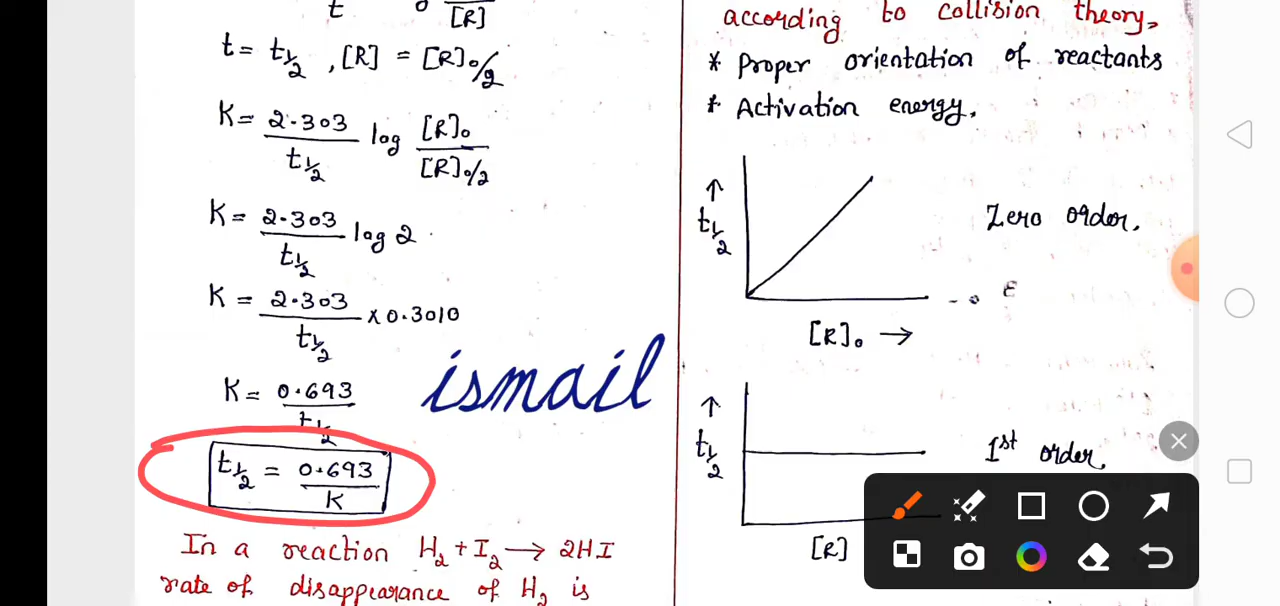 t 0 [R]
t = t½ , [R] = [R]₀/2
K = 2.303/t½ log [R]₀/[R]₀/2
K = 2.303/t½ log 2
K = 2.303/t½ × 0.3010
K = 0.693/t½
t½ = 0.693/K
ismail
In a reaction H₂ + I₂ → 2HI
rate of disappearance of H₂ is
according to collision theory.
* Proper orientation of reactants
* Activation energy.
↑
t½
Zero order.
[R]₀ →
↑
t½
1st order.
[R]